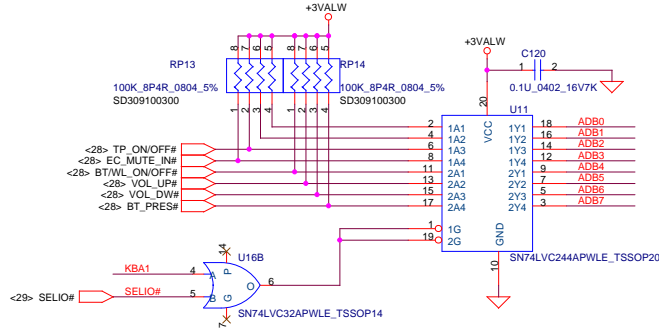 +3VALW
8 7 6 5 8 7 6 5
RP13
RP14
100K_8P4R_0804_5%
100K_8P4R_0804_5%
SD309100300
SD309100300
1 2 3 4 1 2 3 4
+3VALW
C120
1 2
0.1U_0402_16V7K
20
U11
VCC
2 1A1 1Y1 18 ADB0
4 1A2 1Y2 16 ADB1
<28> TP_ON/OFF# 6 1A3 1Y3 14 ADB2
<28> EC_MUTE_IN# 8 1A4 1Y4 12 ADB3
<28> BT/WL_ON/OFF# 11 2A1 2Y1 9 ADB4
<28> VOL_UP# 13 2A2 2Y2 7 ADB5
<28> VOL_DW# 15 2A3 2Y3 5 ADB6
<28> BT_PRES# 17 2A4 2Y4 3 ADB7
1 1G
19 2G
GND
10
SN74LVC244APWLE_TSSOP20
14
U16B
KBA1 4 A P
O 6
<29> SELIO# SELIO# 5 B G
7
SN74LVC32APWLE_TSSOP14